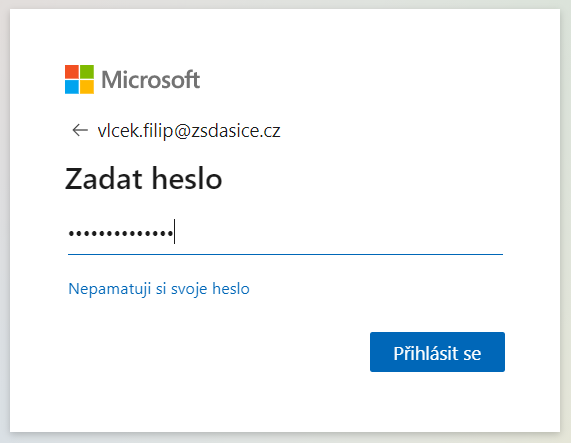 Microsoft
← vlcek.filip@zsdasice.cz
Zadat heslo
••••••••••••••
Nepamatuji si svoje heslo
Přihlásit se